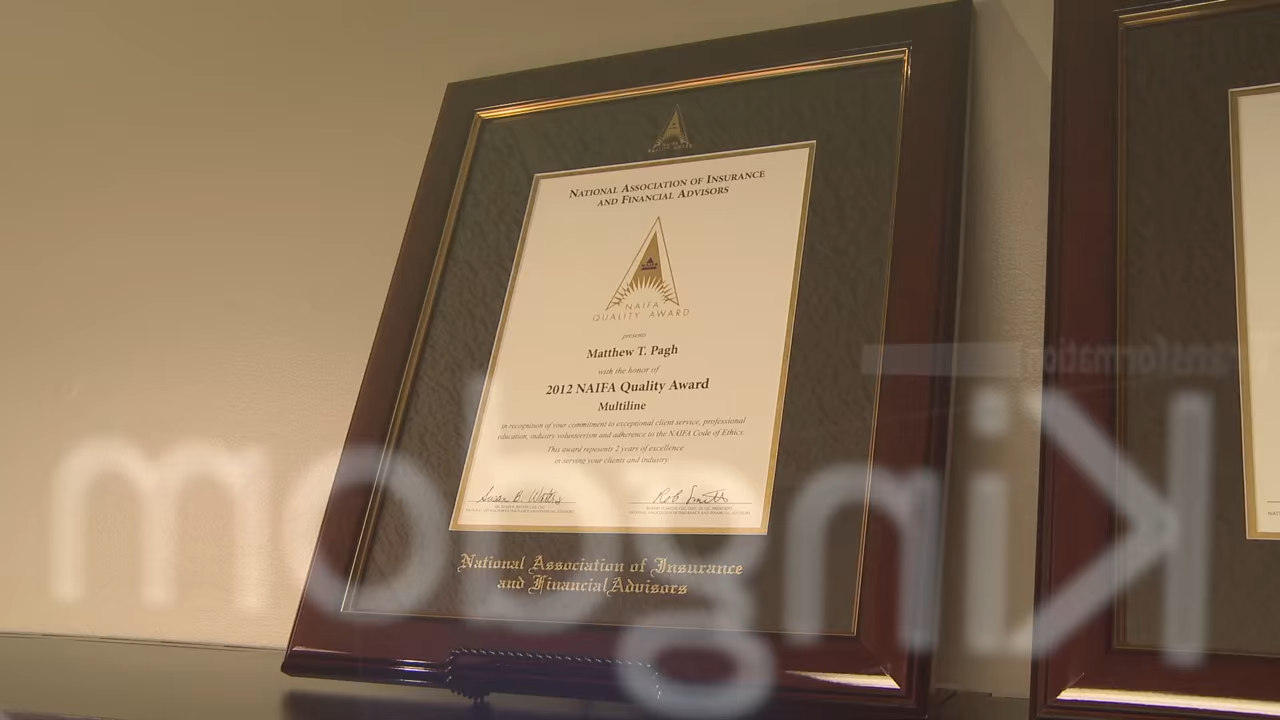 National Association of Insurance
and Financial Advisors
NAIFA
QUALITY AWARD
presents
Matthew T. Pagh
with the honor of
2012 NAIFA Quality Award
Multiline
in recognition of your commitment to exceptional client service, professional
education, industry volunteerism and adherence to the NAIFA Code of Ethics.
This award represents 2 years of excellence
in serving your clients and industry
National Association of Insurance
and Financial Advisors
ransformation
Kingdom